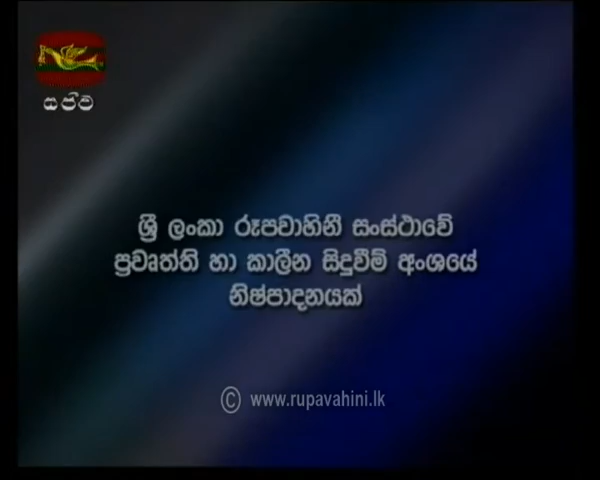 සජීව
ශ්‍රී ලංකා රූපවාහිනී සංස්ථාවේ
ප්‍රවෘත්ති හා කාලීන සිදුවීම් අංශයේ
නිෂ්පාදනයක්
© www.rupavahini.lk